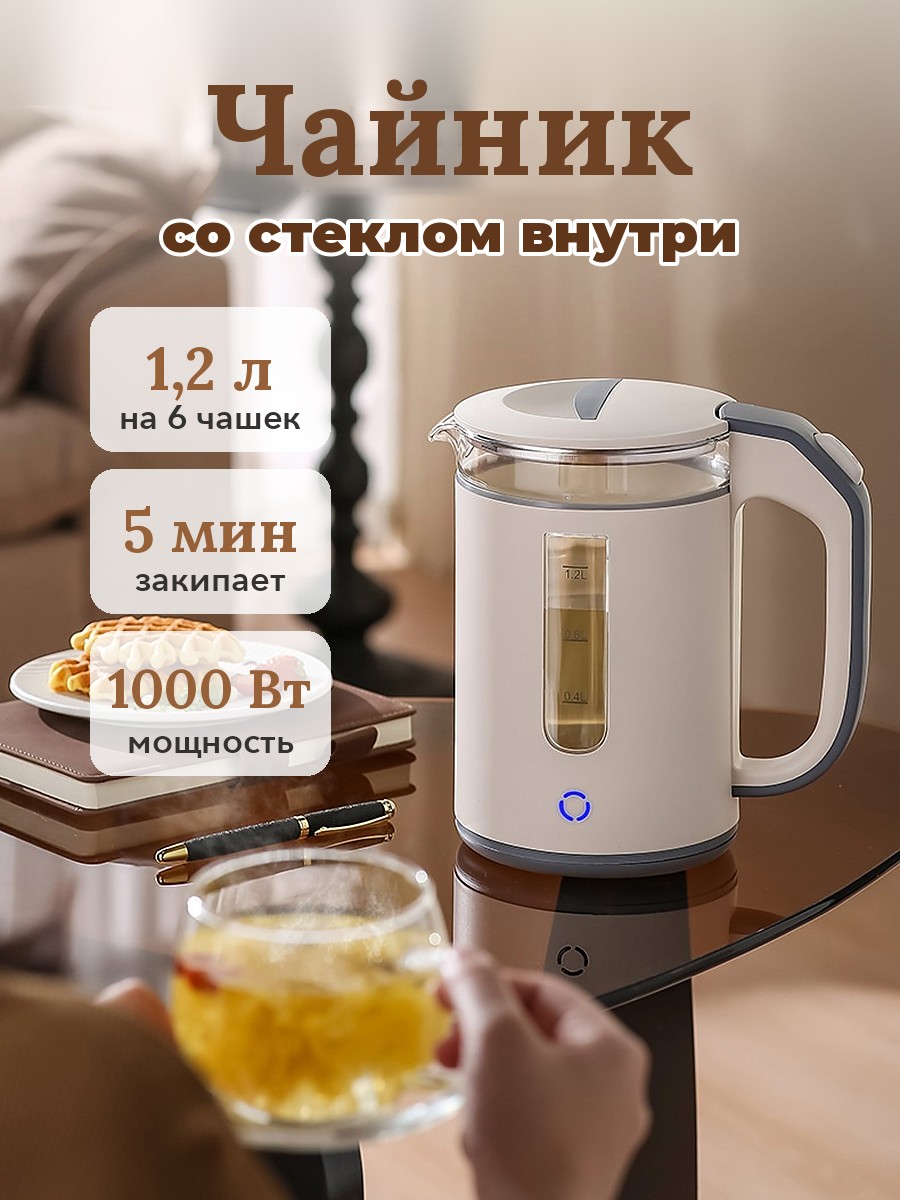 Чайник
со стеклом внутри
1,2 л
на 6 чашек
5 мин
закипает
1000 Вт
мощность
1.2L
0.8L
0.4L